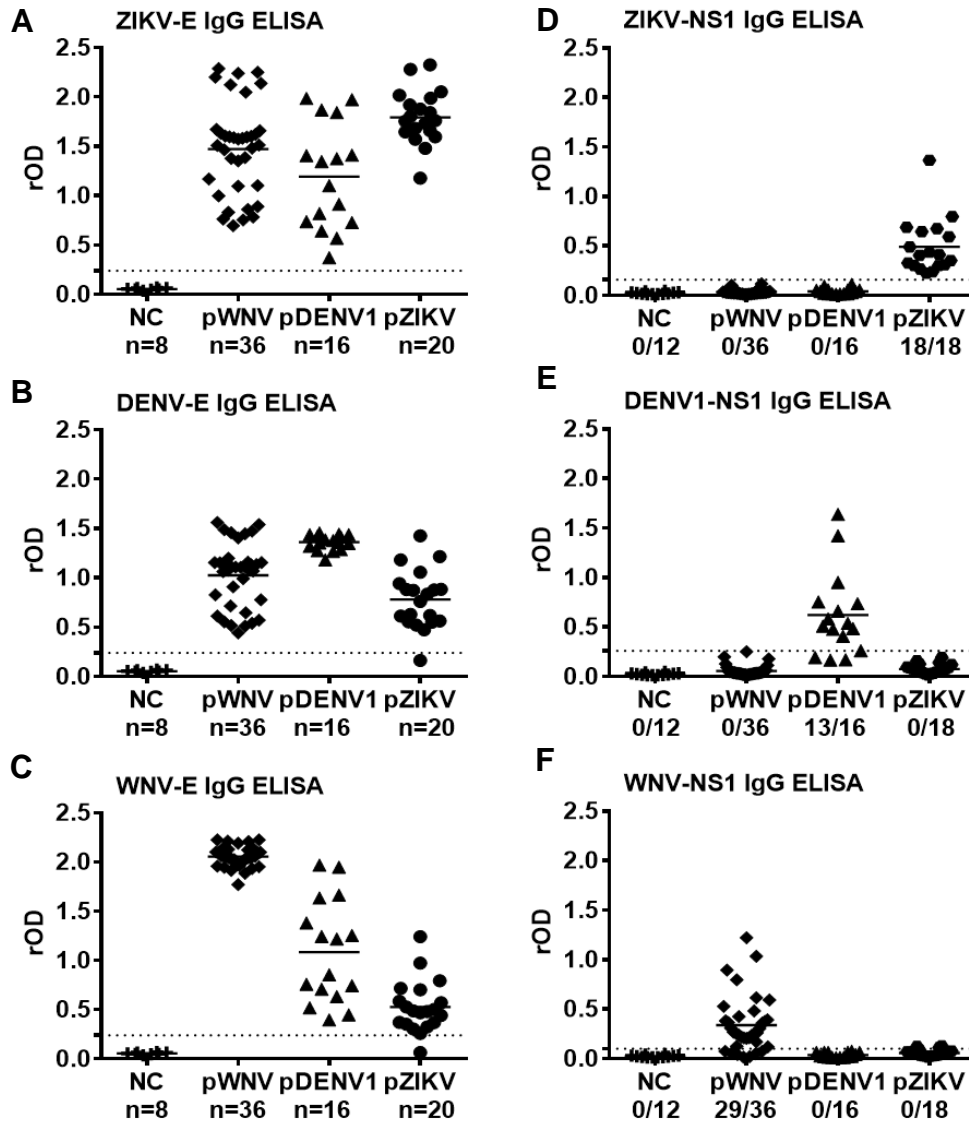 A
ZIKV-E IgG ELISA
2.5
2.0
1.5
1.0
0.5
0.0
rOD
NC pWNV pDENV1 pZIKV
n=8 n=36 n=16 n=20
B
DENV-E IgG ELISA
2.5
2.0
1.5
1.0
0.5
0.0
rOD
NC pWNV pDENV1 pZIKV
n=8 n=36 n=16 n=20
C
WNV-E IgG ELISA
2.5
2.0
1.5
1.0
0.5
0.0
rOD
NC pWNV pDENV1 pZIKV
n=8 n=36 n=16 n=20
D
ZIKV-NS1 IgG ELISA
2.5
2.0
1.5
1.0
0.5
0.0
rOD
NC pWNV pDENV1 pZIKV
0/12 0/36 0/16 18/18
E
DENV1-NS1 IgG ELISA
2.5
2.0
1.5
1.0
0.5
0.0
rOD
NC pWNV pDENV1 pZIKV
0/12 0/36 13/16 0/18
F
WNV-NS1 IgG ELISA
2.5
2.0
1.5
1.0
0.5
0.0
rOD
NC pWNV pDENV1 pZIKV
0/12 29/36 0/16 0/18